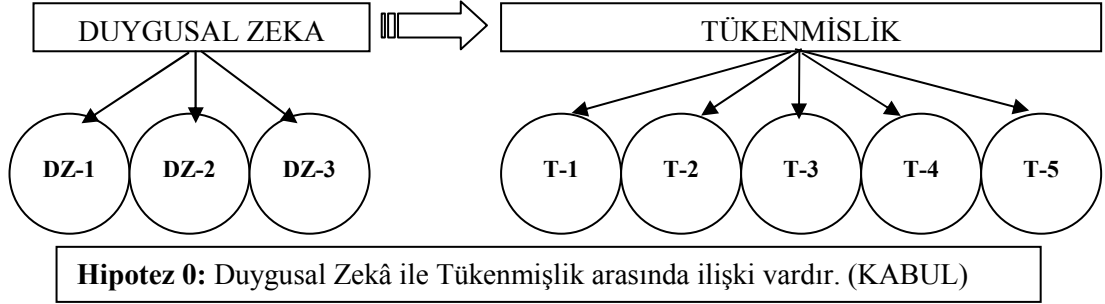 DUYGUSAL ZEKA
TÜKENMİSLİK
DZ-1
DZ-2
DZ-3
T-1
T-2
T-3
T-4
T-5
Hipotez 0: Duygusal Zekâ ile Tükenmişlik arasında ilişki vardır. (KABUL)